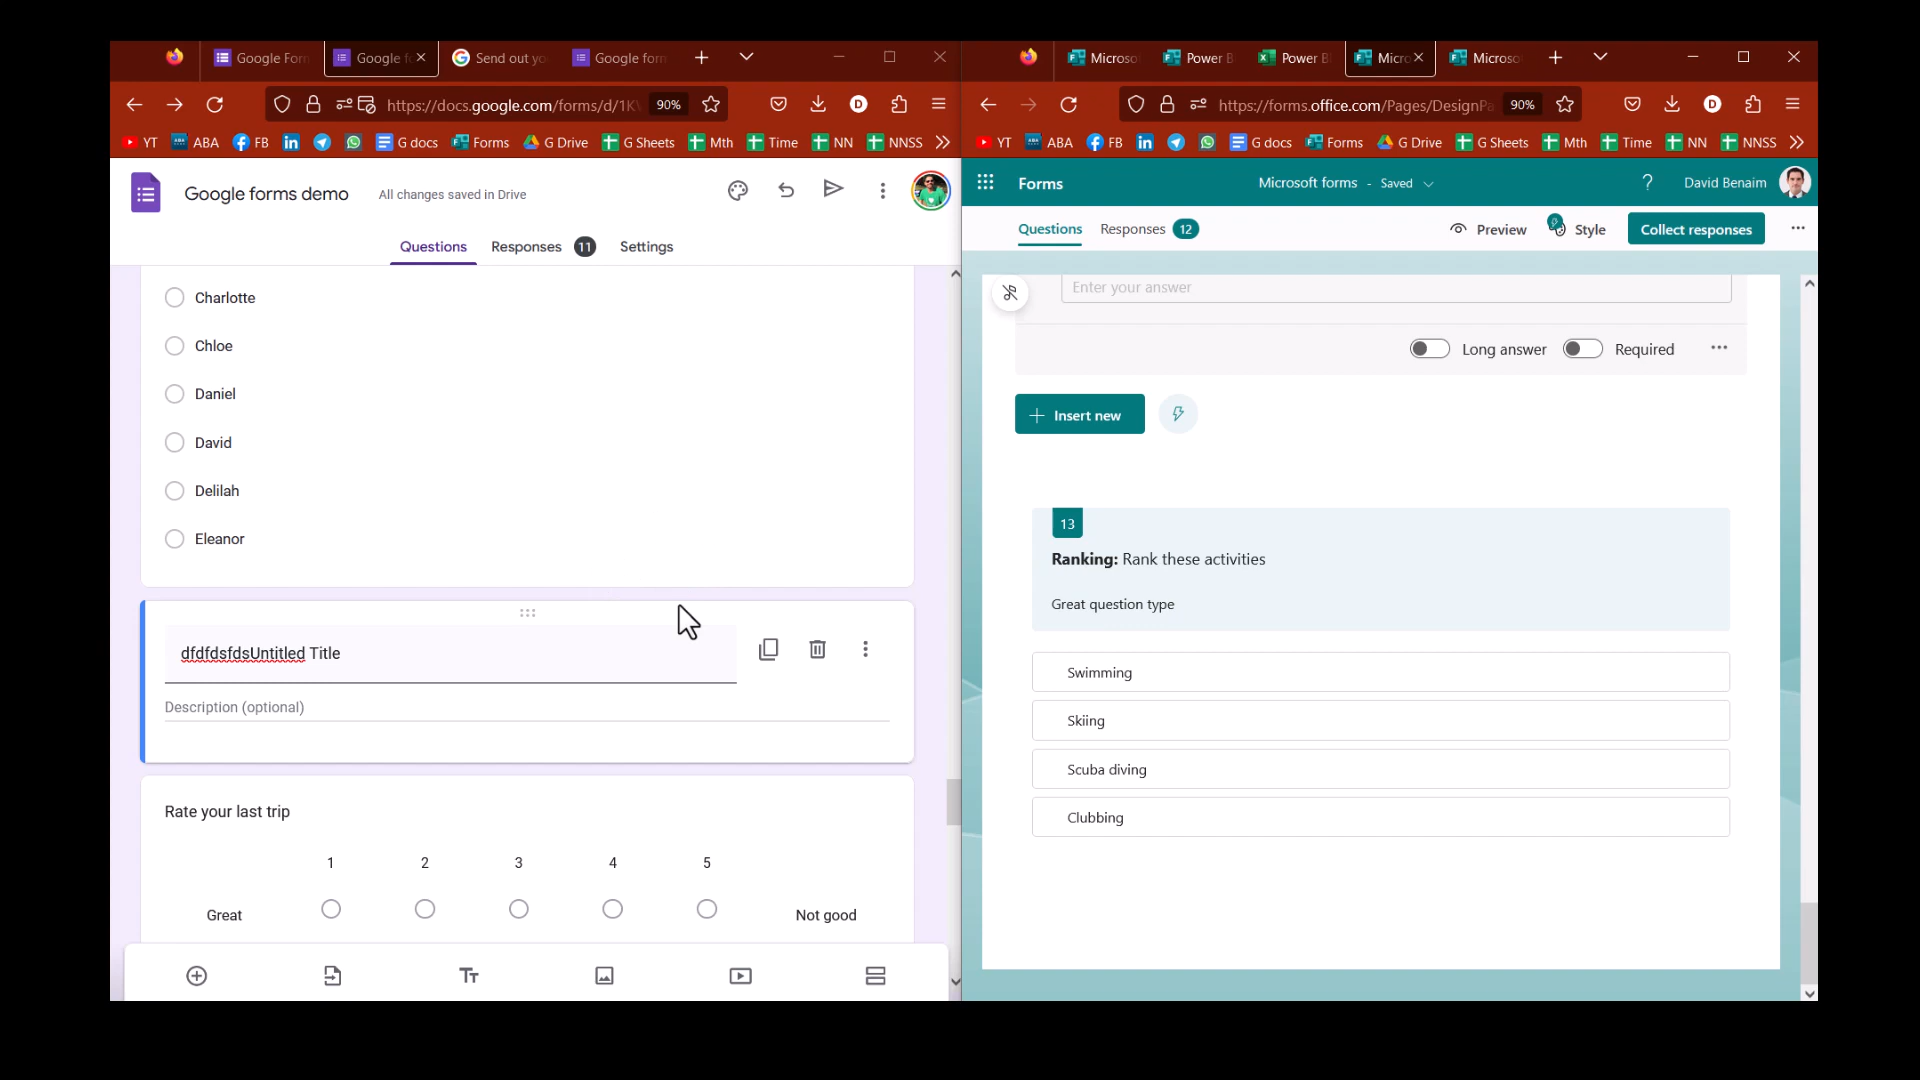 Google For
Google f
Send out yo
Google form
https://docs.google.com/forms/d/1K
90%
YT
ABA
FB
G docs
Forms
G Drive
G Sheets
Mth
Time
NN
NNSS
Google forms demo
All changes saved in Drive
Questions
Responses 11
Settings
Charlotte
Chloe
Daniel
David
Delilah
Eleanor
dfdfdsfdsUntitled Title
Description (optional)
Rate your last trip
1 2 3 4 5
Great
Not good
Tт
Microso
Power B
Power B
Micro
Microso
https://forms.office.com/Pages/DesignPa
90%
YT
ABA
FB
G docs
Forms
G Drive
G Sheets
Mth
Time
NN
NNSS
Forms
Microsoft forms - Saved
?
David Benaim
Questions
Responses 12
Preview
Style
Collect responses
Enter your answer
Long answer
Required
Insert new
13
Ranking: Rank these activities
Great question type
Swimming
Skiing
Scuba diving
Clubbing